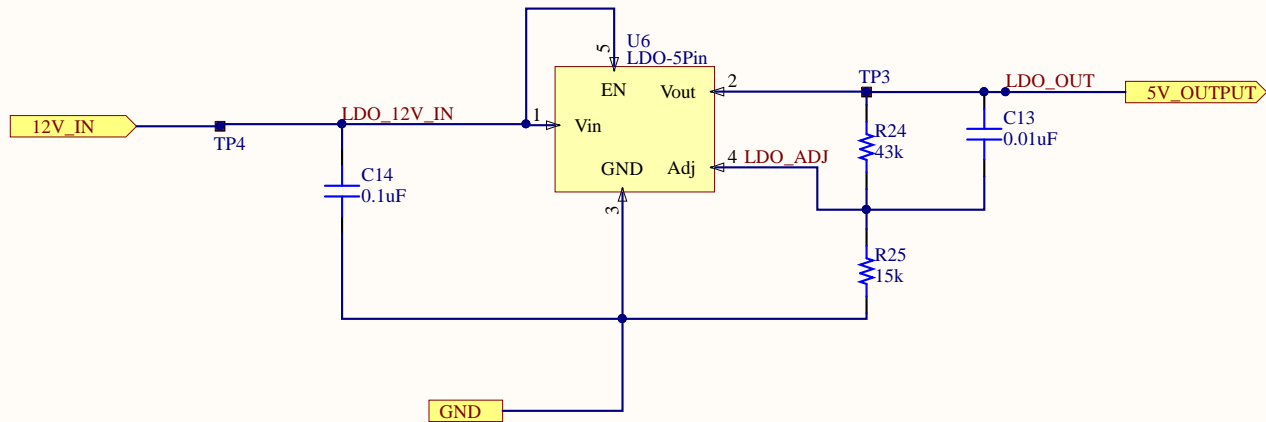 U6
LDO-5Pin
5
EN
12V_IN
TP4
LDO_12V_IN
1
Vin
Vout
2
TP3
LDO_OUT
5V_OUTPUT
R24
43k
C13
0.01uF
C14
0.1uF
GND
Adj
4
LDO_ADJ
3
R25
15k
GND